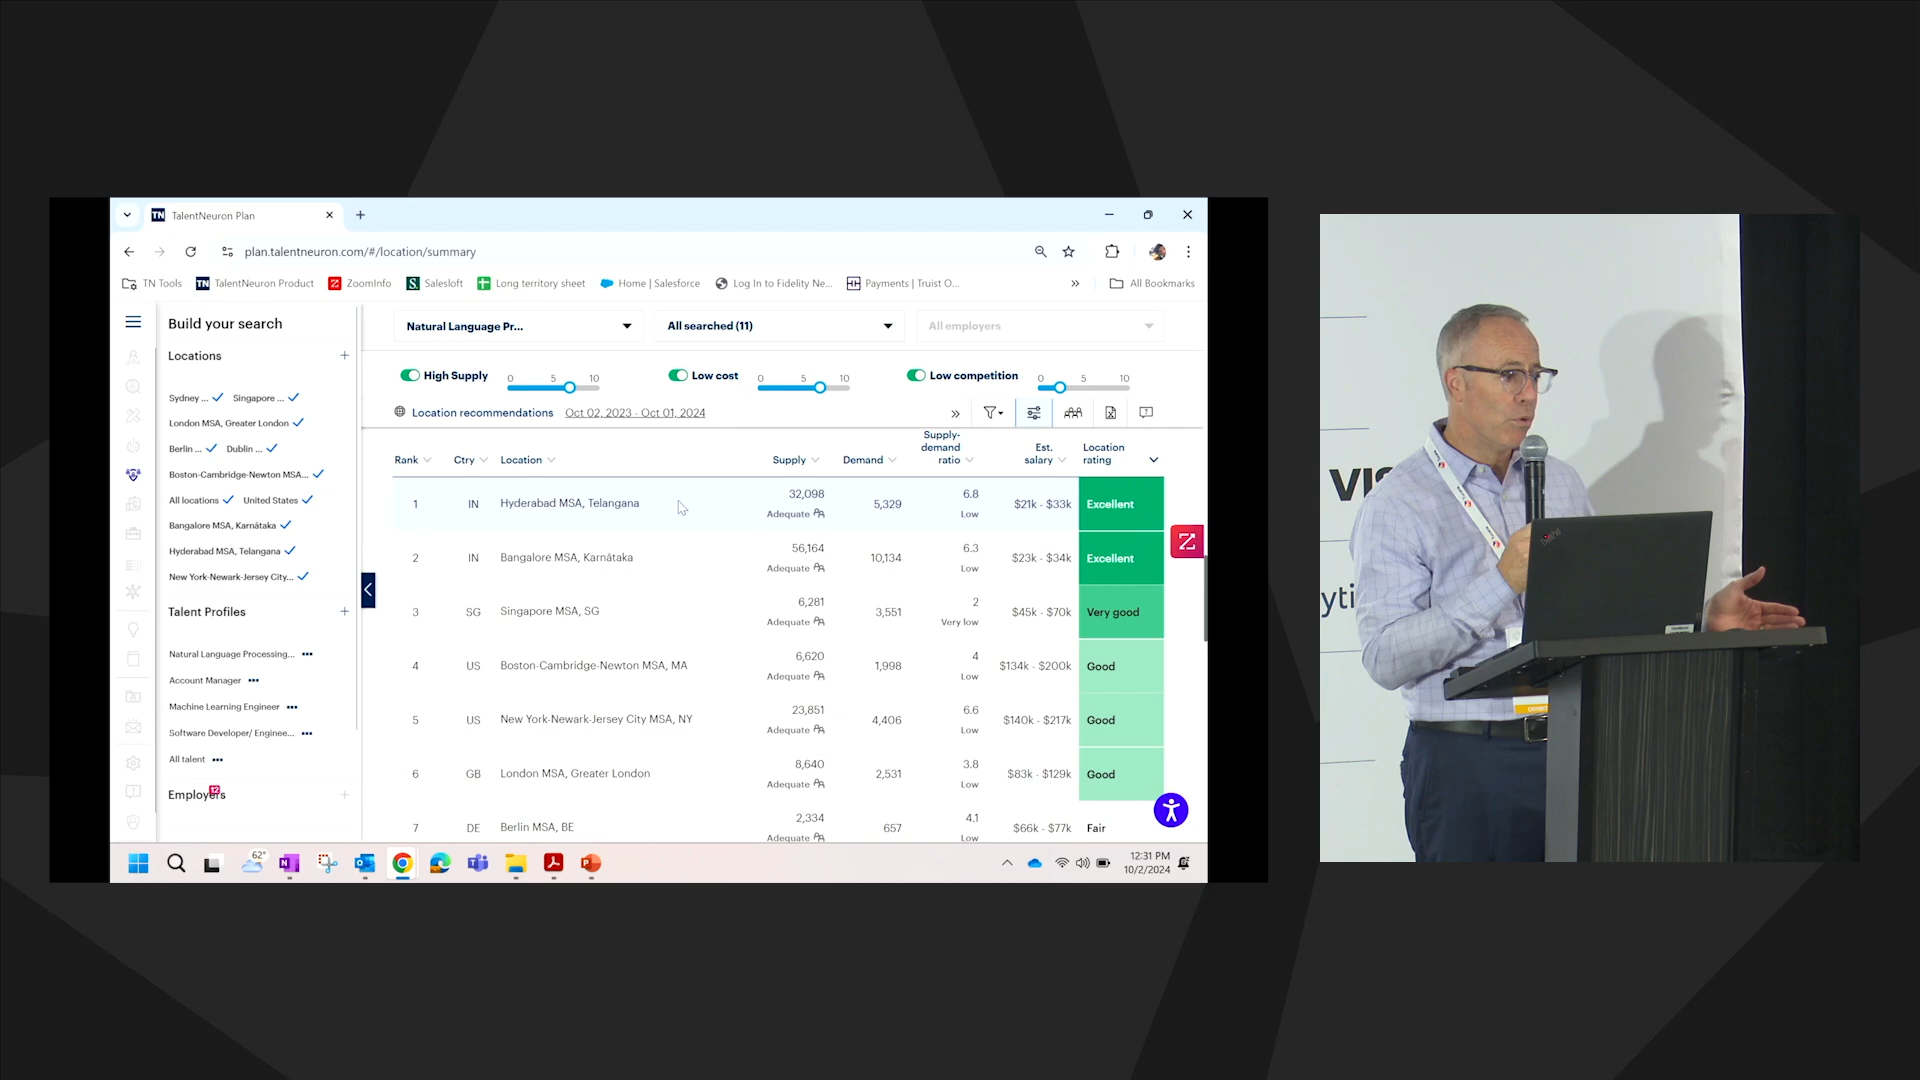 TN TalentNeuron Plan
plan.talentneuron.com/#/location/summary
TN Tools TN TalentNeuron Product ZoomInfo Salesloft Long territory sheet Home | Salesforce Log In to Fidelity Ne... Payments | Truist O... All Bookmarks
Build your search
Locations
Sydney ... Singapore ...
London MSA, Greater London
Berlin ... Dublin ...
Boston-Cambridge-Newton MSA...
All locations United States
Bangalore MSA, Karnātaka
Hyderabad MSA, Telangana
New York-Newark-Jersey City...
Talent Profiles
Natural Language Processing...
Account Manager
Machine Learning Engineer
Software Developer/ Enginee...
All talent
Employers
12
Natural Language Pr... All searched (11) All employers
High Supply 0 5 10 Low cost 0 5 10 Low competition 0 5 10
Location recommendations Oct 02, 2023 - Oct 01, 2024
Rank Ctry Location Supply Demand Supply-demand ratio Est. salary Location rating
1 IN Hyderabad MSA, Telangana 32,098 Adequate 5,329 6.8 Low $21k - $33k Excellent
2 IN Bangalore MSA, Karnātaka 56,164 Adequate 10,134 6.3 Low $23k - $34k Excellent
3 SG Singapore MSA, SG 6,281 Adequate 3,551 2 Very low $45k - $70k Very good
4 US Boston-Cambridge-Newton MSA, MA 6,620 Adequate 1,998 4 Low $134k - $200k Good
5 US New York-Newark-Jersey City MSA, NY 23,851 Adequate 4,406 6.6 Low $140k - $217k Good
6 GB London MSA, Greater London 8,640 Adequate 2,531 3.8 Low $83k - $129k Good
7 DE Berlin MSA, BE 2,334 Adequate 657 4.1 Low $66k - $77k Fair
62°
12:31 PM
10/2/2024
VIS
yti